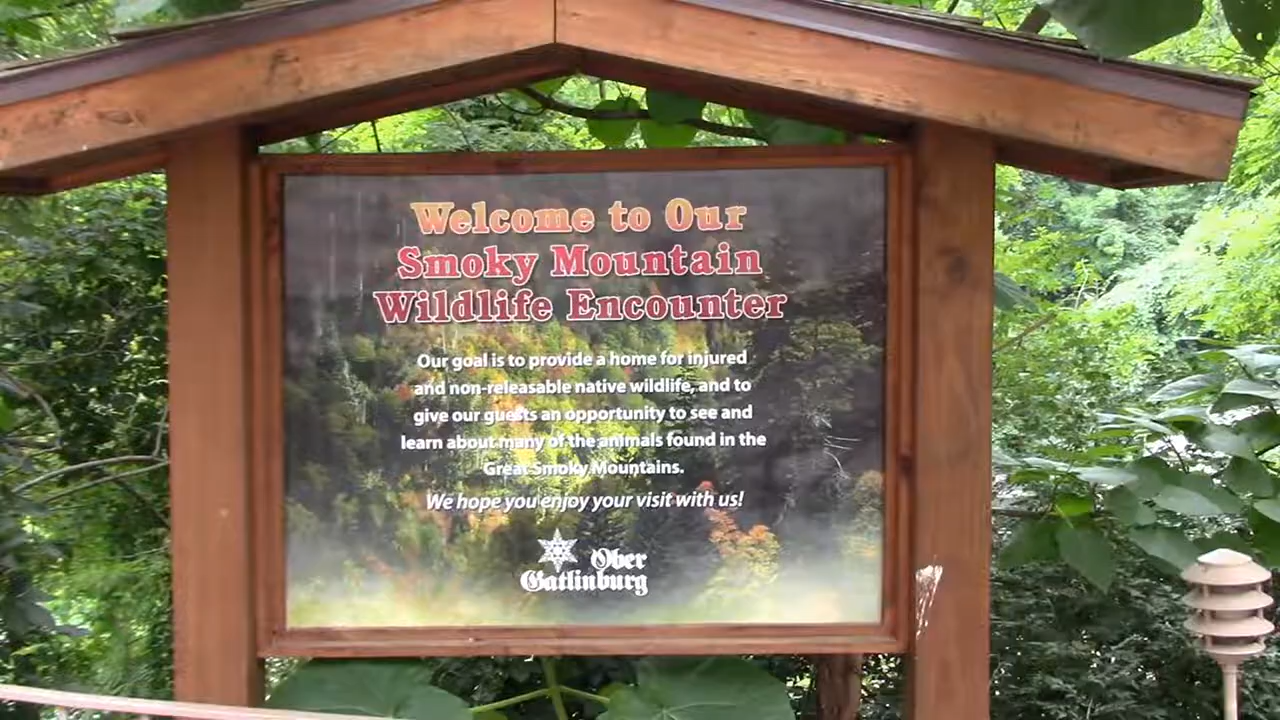 Welcome to Our
Smoky Mountain
Wildlife Encounter
Our goal is to provide a home for injured
and non-releasable native wildlife, and to
give our guests an opportunity to see and
learn about many of the animals found in the
Great Smoky Mountains.
We hope you enjoy your visit with us!
Ober
Gatlinburg